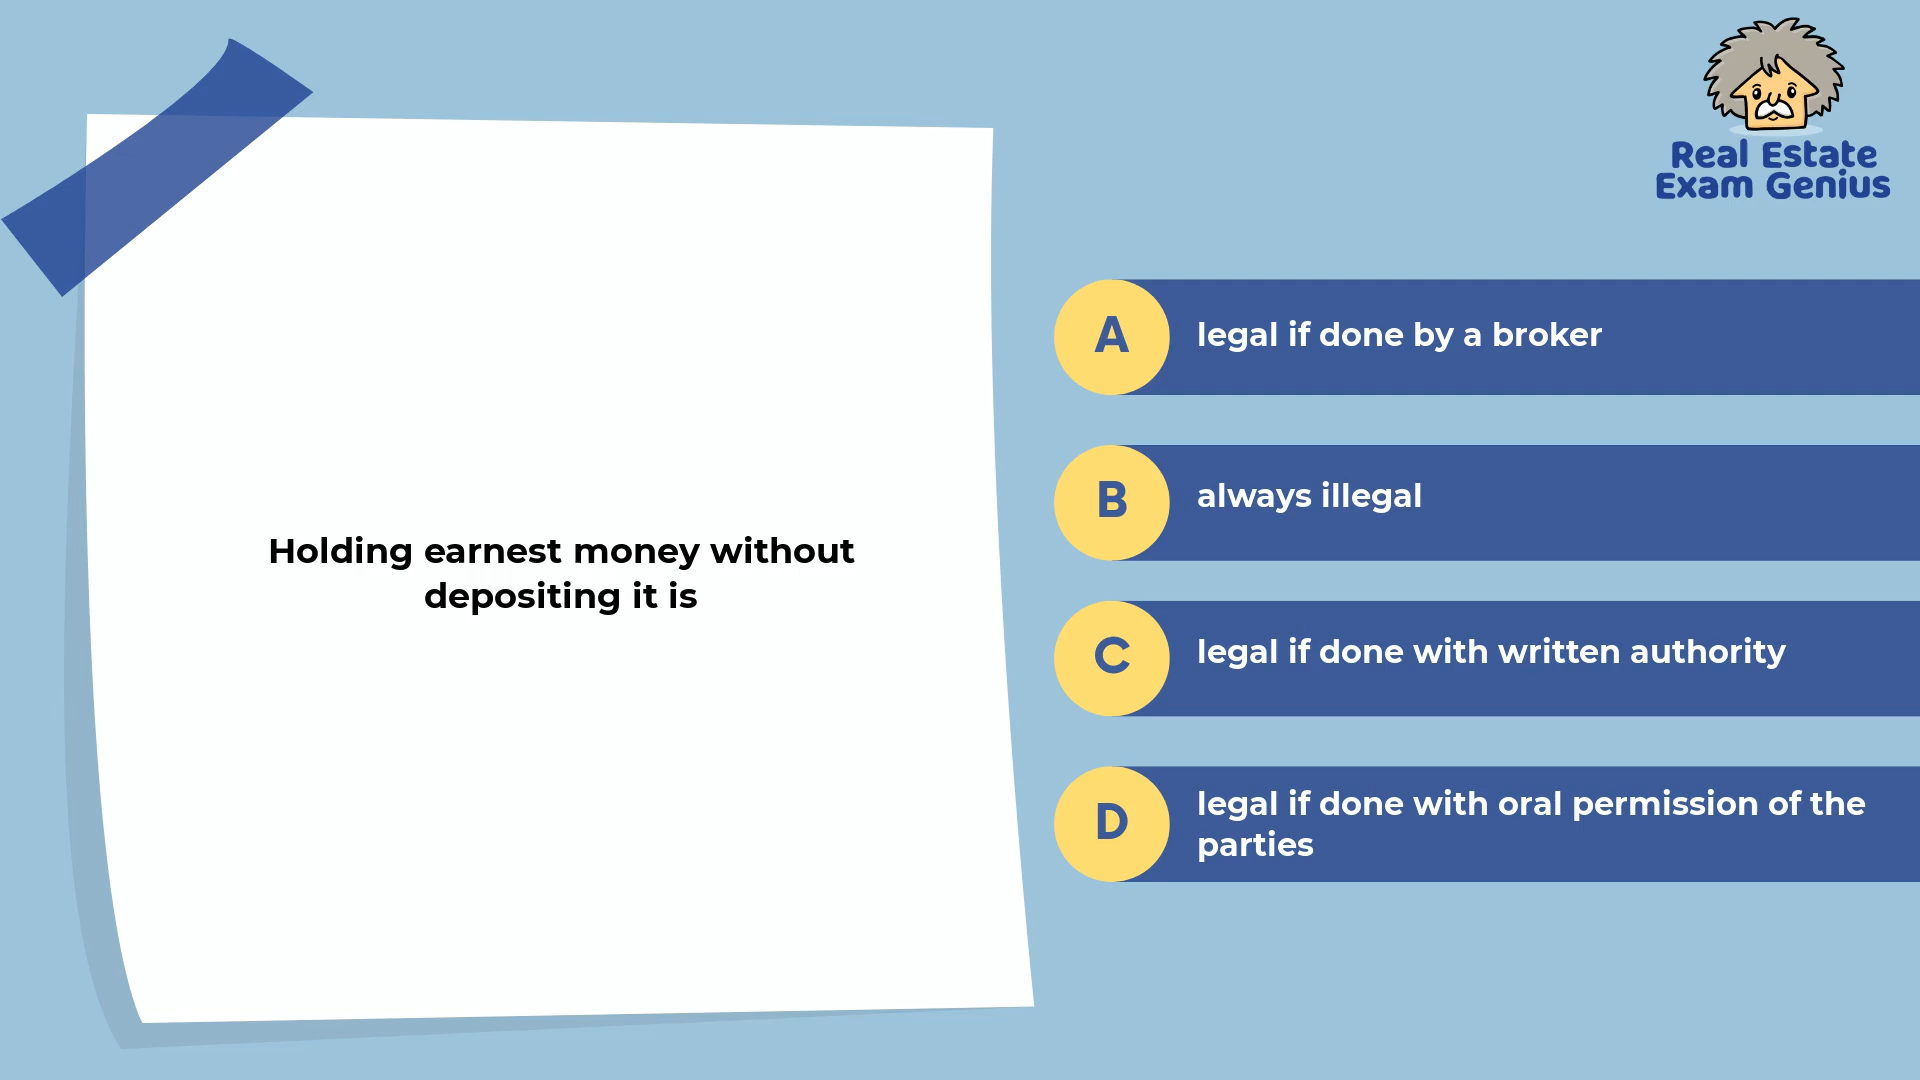 Real Estate
Exam Genius
Holding earnest money without
depositing it is
A
legal if done by a broker
B
always illegal
C
legal if done with written authority
D
legal if done with oral permission of the
parties